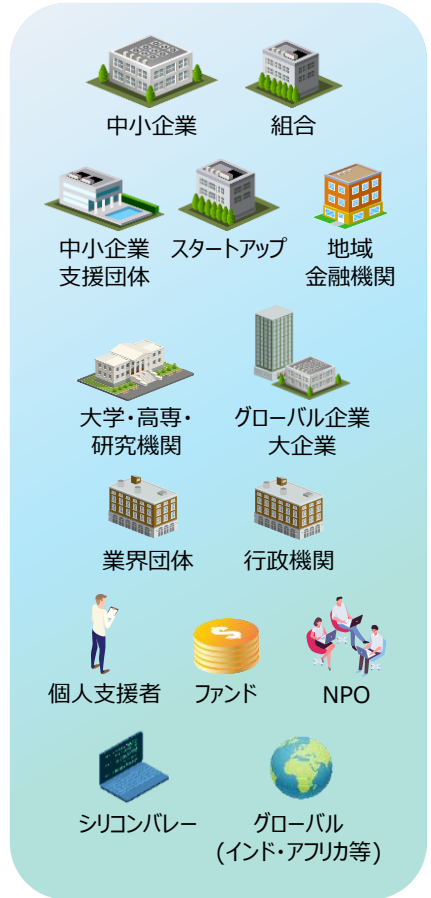 中小企業
組合
中小企業
支援団体
スタートアップ
地域
金融機関
大学・高専・
研究機関
グローバル企業
大企業
業界団体
行政機関
個人支援者
ファンド
NPO
シリコンバレー
グローバル
(インド・アフリカ等)